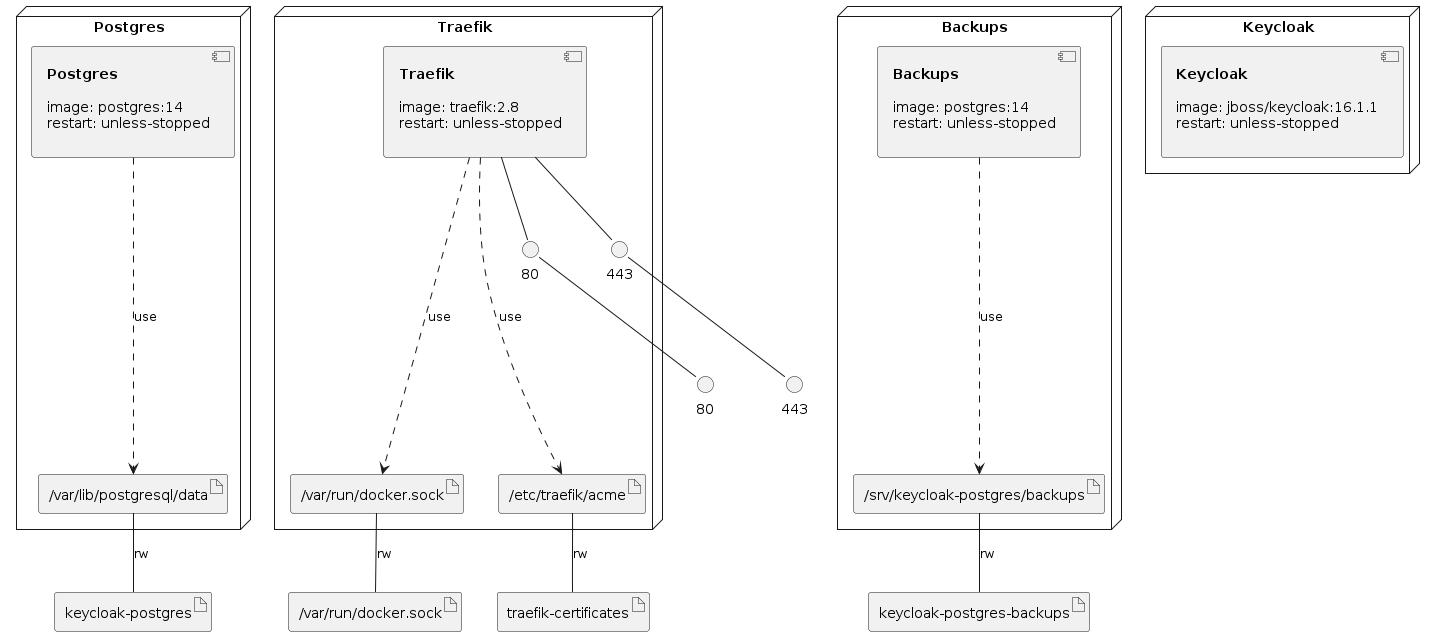 Postgres
Postgres
image: postgres:14
restart: unless-stopped
use
/var/lib/postgresql/data
rw
keycloak-postgres
Traefik
Traefik
image: traefik:2.8
restart: unless-stopped
80
443
use
use
80
443
/var/run/docker.sock
/etc/traefik/acme
rw
rw
/var/run/docker.sock
traefik-certificates
Backups
Backups
image: postgres:14
restart: unless-stopped
use
/srv/keycloak-postgres/backups
rw
keycloak-postgres-backups
Keycloak
Keycloak
image: jboss/keycloak:16.1.1
restart: unless-stopped